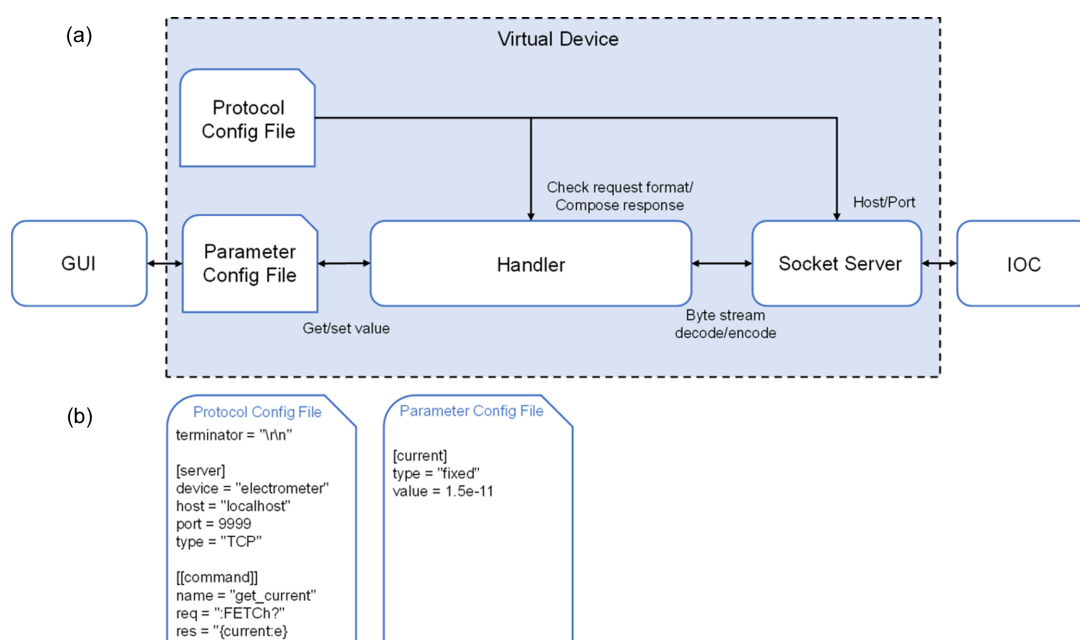 (a)
Virtual Device
Protocol
Config File
Check request format/
Compose response
Host/Port
GUI
Parameter
Config File
Handler
Socket Server
IOC
Get/set value
Byte stream
decode/encode
(b)
Protocol Config File
terminator = "\r\n"
[server]
device = "electrometer"
host = "localhost"
port = 9999
type = "TCP"
[[command]]
name = "get_current"
req = ":FETCh?"
res = "{current:e}
Parameter Config File
[current]
type = "fixed"
value = 1.5e-11